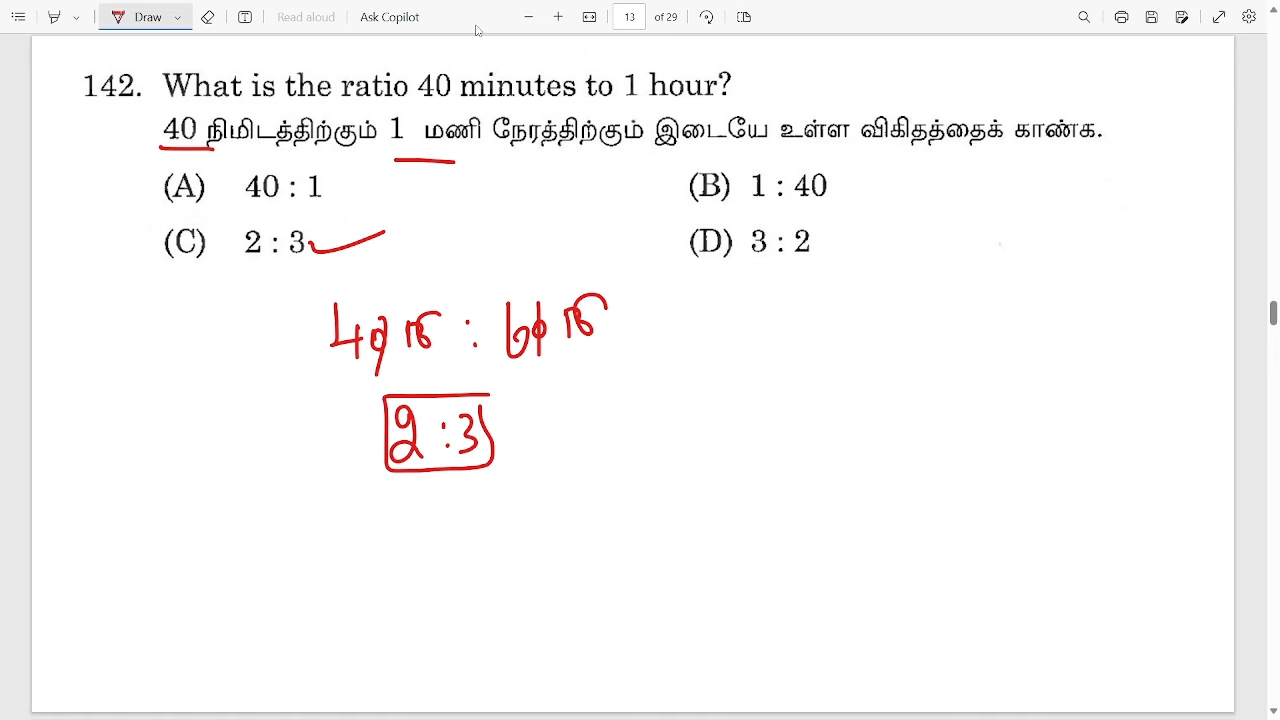 Draw Read aloud Ask Copilot 13 of 29
142. What is the ratio 40 minutes to 1 hour?
40 நிமிடத்திற்கும் 1 மணி நேரத்திற்கும் இடையே உள்ள விகிதத்தைக் காண்க.
(A) 40 : 1 (B) 1 : 40
(C) 2 : 3 (D) 3 : 2
40 நி : 60 நி
2 : 3